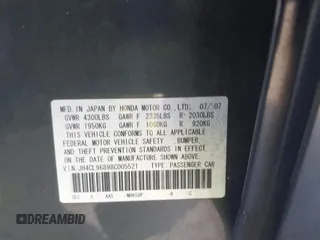 MFD. IN JAPAN BY HONDA MOTOR CO., LTD. 07/'07
GVWR 4300LBS GAWR F 2335LBS R 2030LBS
GVWR 1950KG GAWR F 1060KG R 920KG
THIS VEHICLE CONFORMS TO ALL APPLICABLE
FEDERAL MOTOR VEHICLE SAFETY, BUMPER,
AND THEFT PREVENTION STANDARDS IN EFFECT ON
THE DATE OF MANUFACTURE SHOWN ABOVE.
V.I.N. JH4CL96898C005521 TYPE: PASSENGER CAR
DREAMBID